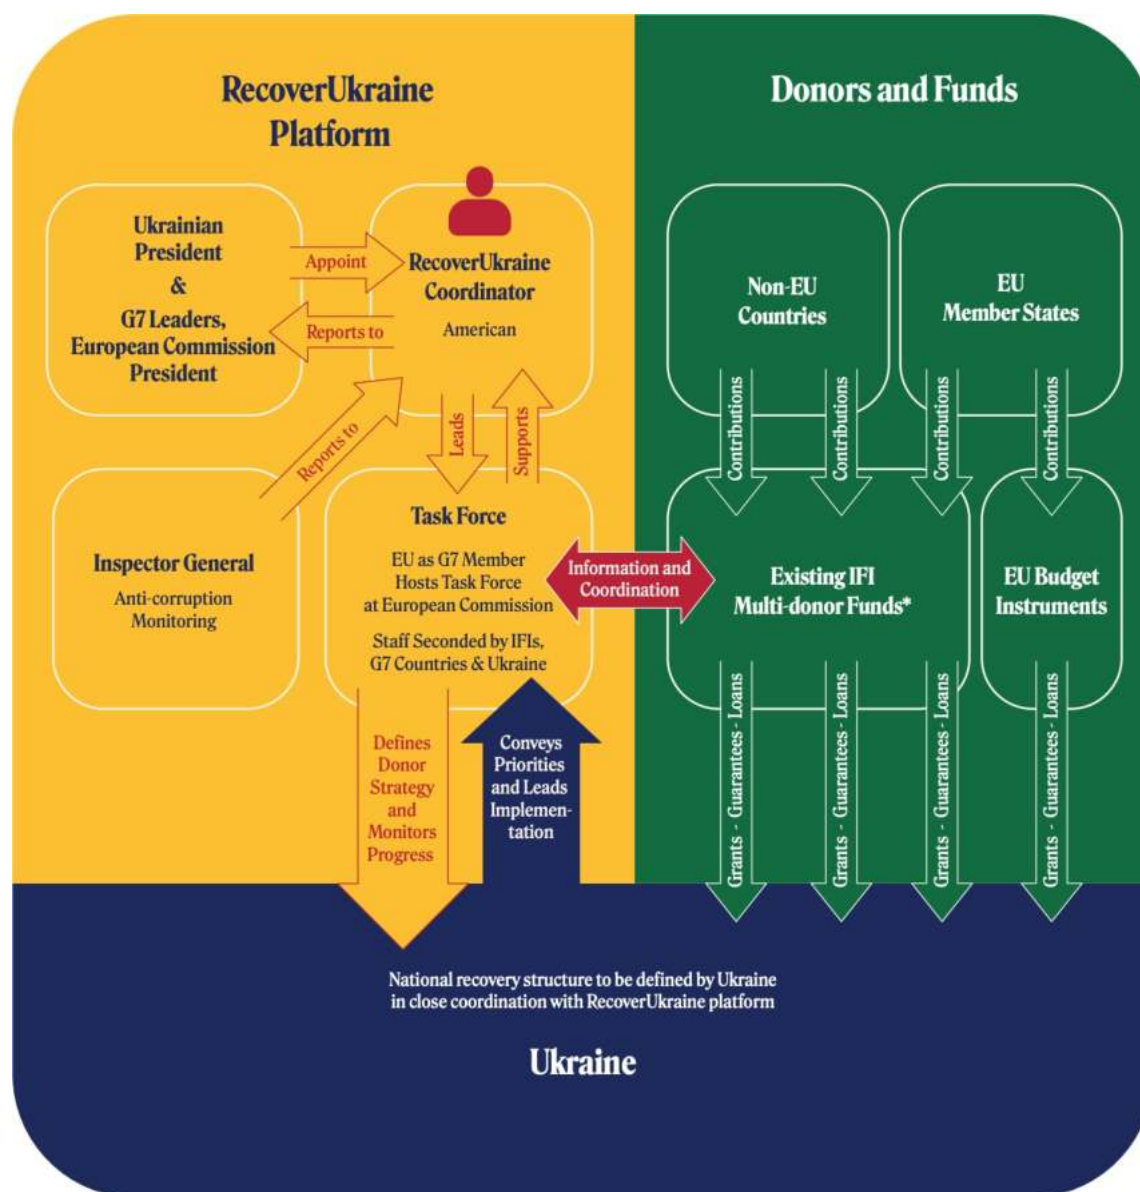 RecoverUkraine
Platform
Donors and Funds
Ukrainian
President
&
G7 Leaders,
European Commission
President
Appoint
Reports to
RecoverUkraine
Coordinator
American
Non-EU
Countries
EU
Member States
Reports to
Leads
Supports
Contributions
Contributions
Contributions
Contributions
Inspector General
Anti-corruption
Monitoring
Task Force
EU as G7 Member
Hosts Task Force
at European Commission
Staff Seconded by IFIs,
G7 Countries & Ukraine
Information and
Coordination
Existing IFI
Multi-donor Funds*
EU Budget
Instruments
Defines
Donor
Strategy
and
Monitors
Progress
Conveys
Priorities
and Leads
Implemen-
tation
Grants - Guarantees - Loans
Grants - Guarantees - Loans
Grants - Guarantees - Loans
Grants - Guarantees - Loans
National recovery structure to be defined by Ukraine
in close coordination with RecoverUkraine platform
Ukraine